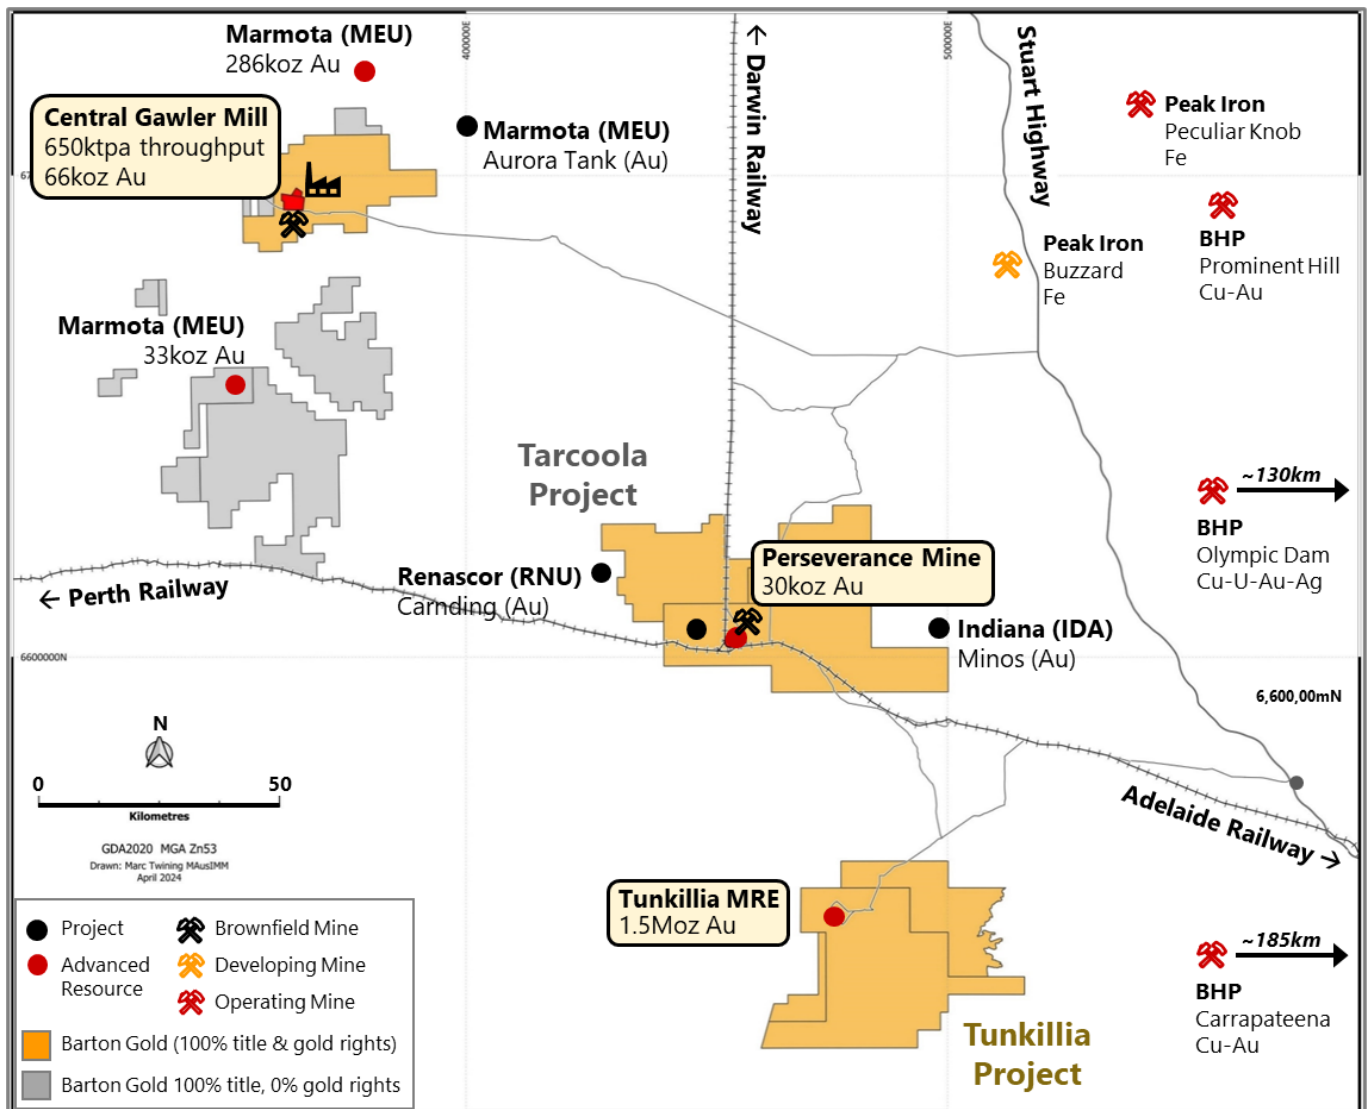 Marmota (MEU)
286koz Au
400000E
← Darwin Railway
500000E
Stuart Highway
Central Gawler Mill
650ktpa throughput
66koz Au
Marmota (MEU)
Aurora Tank (Au)
Peak Iron
Peculiar Knob
Fe
BHP
Prominent Hill
Cu-Au
Peak Iron
Buzzard
Fe
Marmota (MEU)
33koz Au
Tarcoola
Project
~130km
BHP
Olympic Dam
Cu-U-Au-Ag
Perseverance Mine
30koz Au
← Perth Railway
Renascor (RNU)
Carnding (Au)
Indiana (IDA)
Minos (Au)
6600000N
6,600,00mN
N
0 50
Kilometres
GDA2020 MGA Zn53
Drawn: Marc Twining MAusIMM
April 2024
Adelaide Railway →
Tunkillia MRE
1.5Moz Au
~185km
BHP
Carrapateena
Cu-Au
Tunkillia
Project
Project
Advanced
Resource
Brownfield Mine
Developing Mine
Operating Mine
Barton Gold (100% title & gold rights)
Barton Gold 100% title, 0% gold rights